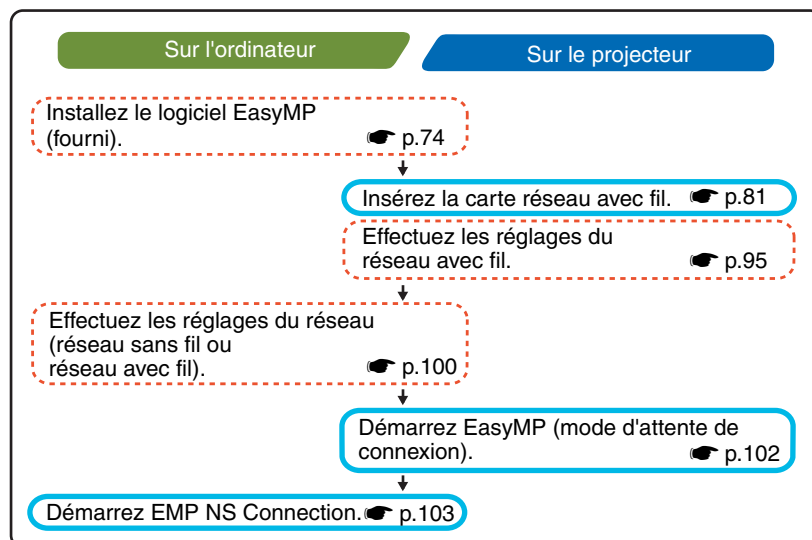 Sur l'ordinateur
Sur le projecteur
Installez le logiciel EasyMP
(fourni). ☛ p.74
Insérez la carte réseau avec fil. ☛ p.81
Effectuez les réglages du
réseau avec fil. ☛ p.95
Effectuez les réglages du réseau
(réseau sans fil ou
réseau avec fil). ☛ p.100
Démarrez EasyMP (mode d'attente de
connexion). ☛ p.102
Démarrez EMP NS Connection. ☛ p.103